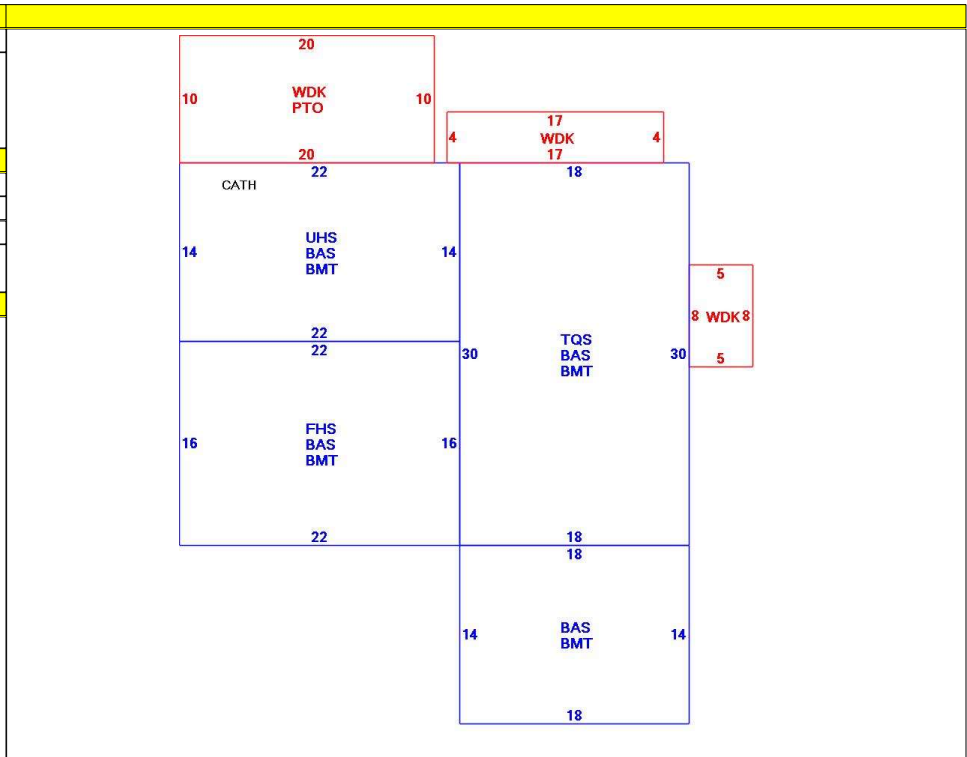 20
10 WDK 10
PTO
20
17
4 WDK 4
17
22
CATH
14 UHS 14
BAS
BMT
22
22
16 FHS 16
BAS
BMT
22
18
30 TQS 30
BAS
BMT
18
5
8 WDK 8
5
18
14 BAS 14
BMT
18